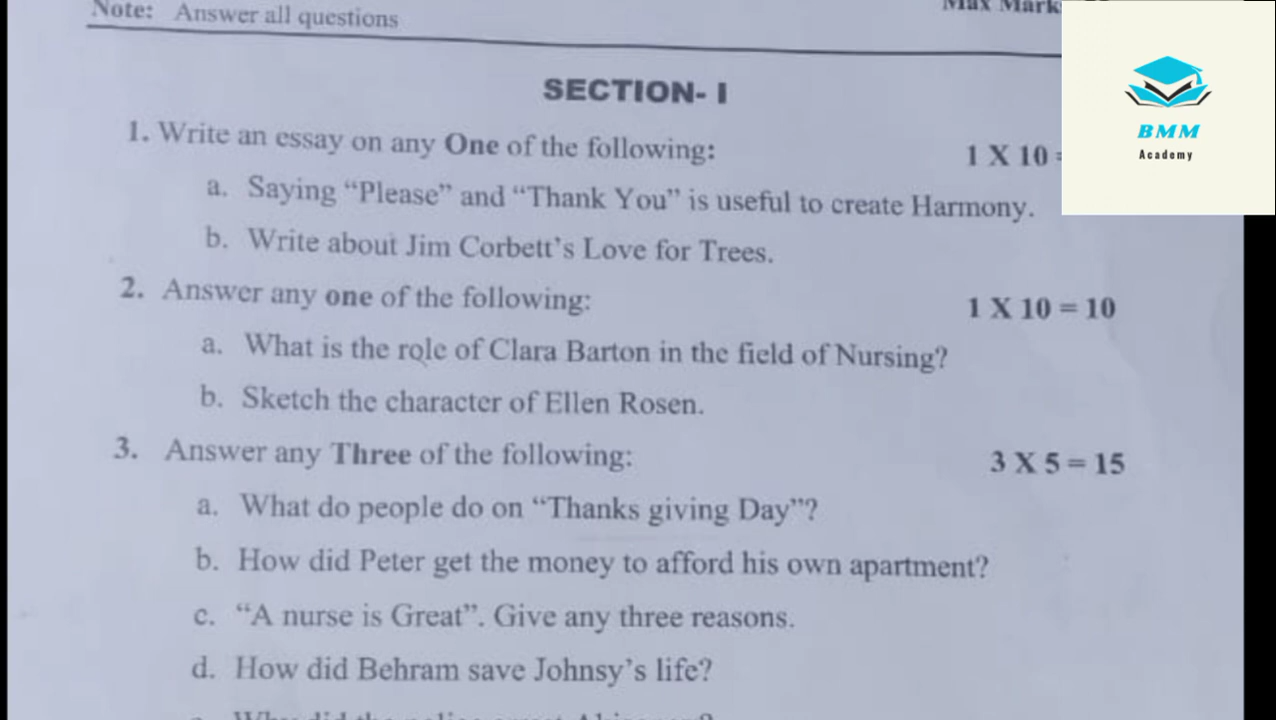 Note: Answer all questions
Max Mark
SECTION- I
1. Write an essay on any One of the following:
1 X 10 =
a. Saying “Please” and “Thank You” is useful to create Harmony.
b. Write about Jim Corbett’s Love for Trees.
2. Answer any one of the following:
1 X 10 = 10
a. What is the role of Clara Barton in the field of Nursing?
b. Sketch the character of Ellen Rosen.
3. Answer any Three of the following:
3 X 5 = 15
a. What do people do on “Thanks giving Day”?
b. How did Peter get the money to afford his own apartment?
c. “A nurse is Great”. Give any three reasons.
d. How did Behram save Johnsy’s life?
BMM
Academy